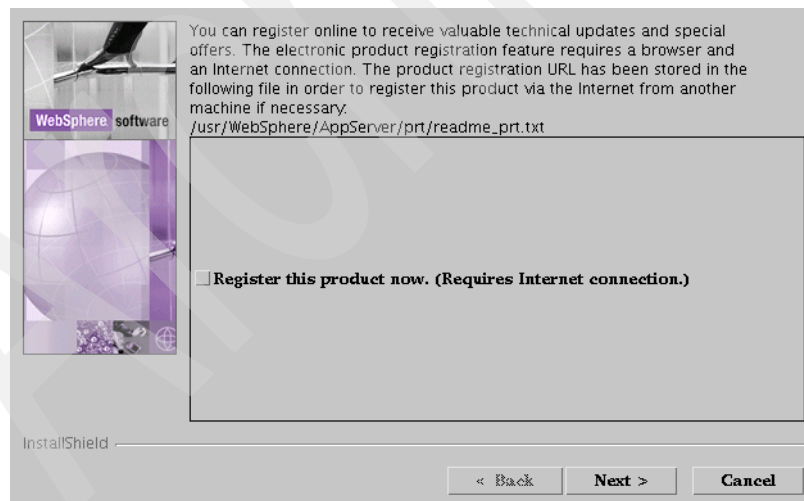 You can register online to receive valuable technical updates and special
offers. The electronic product registration feature requires a browser and
an Internet connection. The product registration URL has been stored in the
following file in order to register this product via the Internet from another
machine if necessary:
/usr/WebSphere/AppServer/prt/readme_prt.txt
WebSphere software
Register this product now. (Requires Internet connection.)
InstallShield
< Back
Next >
Cancel